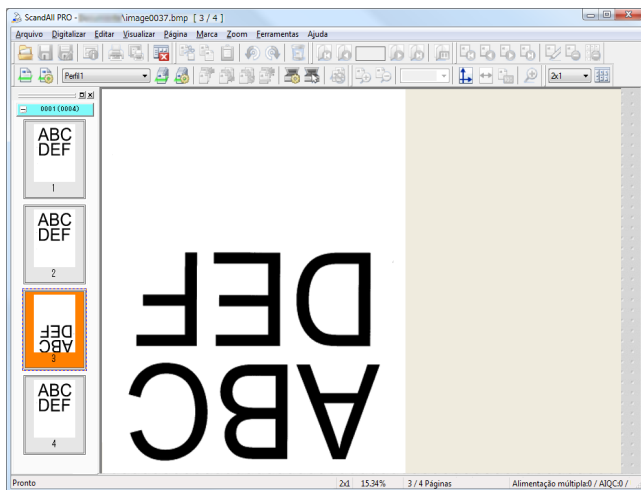 ScandAll PRO - \image0037.bmp [ 3 / 4 ]
Arquivo Digitalizar Editar Visualizar Página Marca Zoom Ferramentas Ajuda
Perfil1
2x1
0001 (0004)
ABC
DEF
1
ABC
DEF
2
ABC
DEF
3
ABC
DEF
4
ABC
DEF
Pronto
2x1 15.34% 3 / 4 Páginas Alimentação múltipla:0 / AIQC:0 /